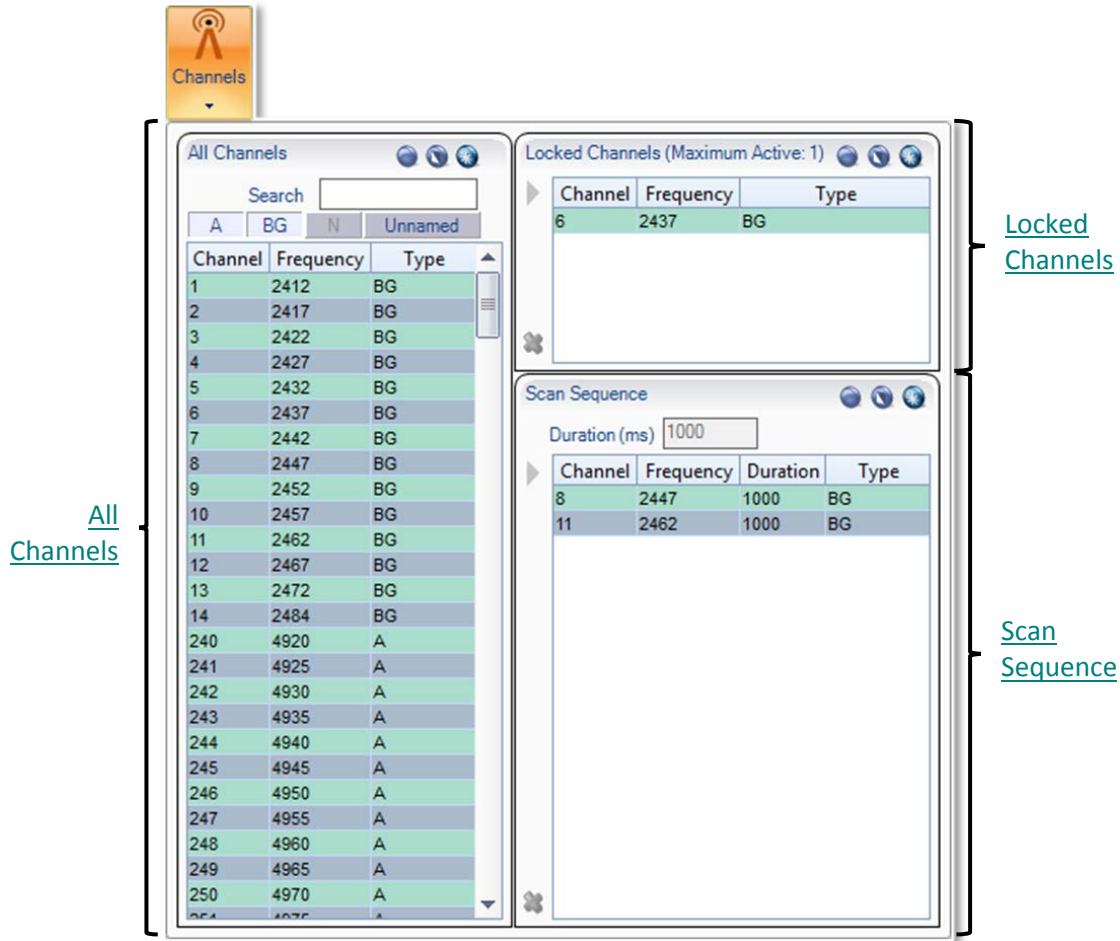 Channels
All Channels
Search
A BG N Unnamed
Channel Frequency Type
1 2412 BG
2 2417 BG
3 2422 BG
4 2427 BG
5 2432 BG
6 2437 BG
7 2442 BG
8 2447 BG
9 2452 BG
10 2457 BG
11 2462 BG
12 2467 BG
13 2472 BG
14 2484 BG
240 4920 A
241 4925 A
242 4930 A
243 4935 A
244 4940 A
245 4945 A
246 4950 A
247 4955 A
248 4960 A
249 4965 A
250 4970 A
Locked Channels (Maximum Active: 1)
Channel Frequency Type
6 2437 BG
Scan Sequence
Duration (ms) 1000
Channel Frequency Duration Type
8 2447 1000 BG
11 2462 1000 BG
All
Channels
Locked
Channels
Scan
Sequence